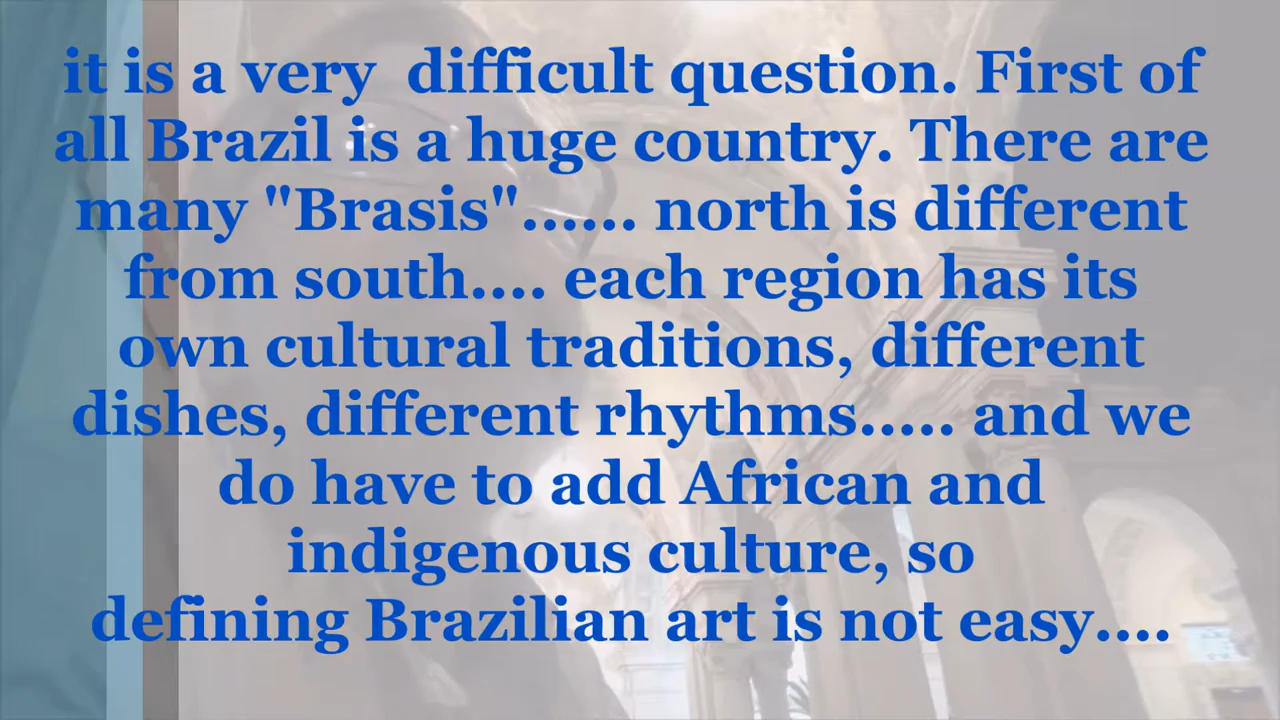 it is a very  difficult question. First of
all Brazil is a huge country. There are
many "Brasis"...... north is different
from south.... each region has its
own cultural traditions, different
dishes, different rhythms..... and we
do have to add African and
indigenous culture, so
defining Brazilian art is not easy....